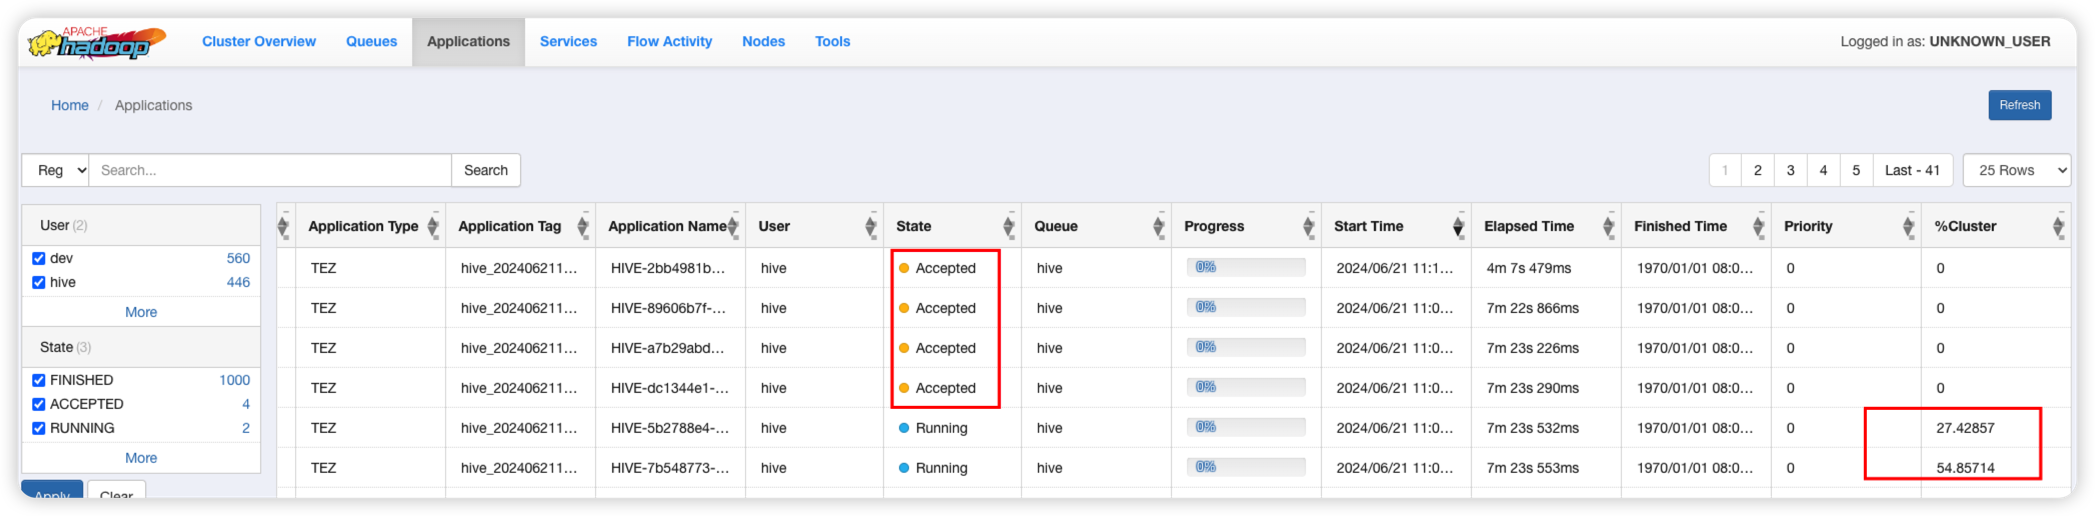 APACHE
hadoop
Cluster Overview Queues Applications Services Flow Activity Nodes Tools Logged in as: UNKNOWN_USER
Home / Applications Refresh
Reg Search... Search 1 2 3 4 5 Last - 41 25 Rows
User (2)
dev 560
hive 446
More
State (3)
FINISHED 1000
ACCEPTED 4
RUNNING 2
More
Apply Clear
Application Type Application Tag Application Name User State Queue Progress Start Time Elapsed Time Finished Time Priority %Cluster
TEZ hive_202406211... HIVE-2bb4981b... hive Accepted hive 0% 2024/06/21 11:1... 4m 7s 479ms 1970/01/01 08:0... 0 0
TEZ hive_202406211... HIVE-89606b7f-... hive Accepted hive 0% 2024/06/21 11:0... 7m 22s 866ms 1970/01/01 08:0... 0 0
TEZ hive_202406211... HIVE-a7b29abd... hive Accepted hive 0% 2024/06/21 11:0... 7m 23s 226ms 1970/01/01 08:0... 0 0
TEZ hive_202406211... HIVE-dc1344e1-... hive Accepted hive 0% 2024/06/21 11:0... 7m 23s 290ms 1970/01/01 08:0... 0 0
TEZ hive_202406211... HIVE-5b2788e4-... hive Running hive 0% 2024/06/21 11:0... 7m 23s 532ms 1970/01/01 08:0... 0 27.42857
TEZ hive_202406211... HIVE-7b548773-... hive Running hive 0% 2024/06/21 11:0... 7m 23s 553ms 1970/01/01 08:0... 0 54.85714